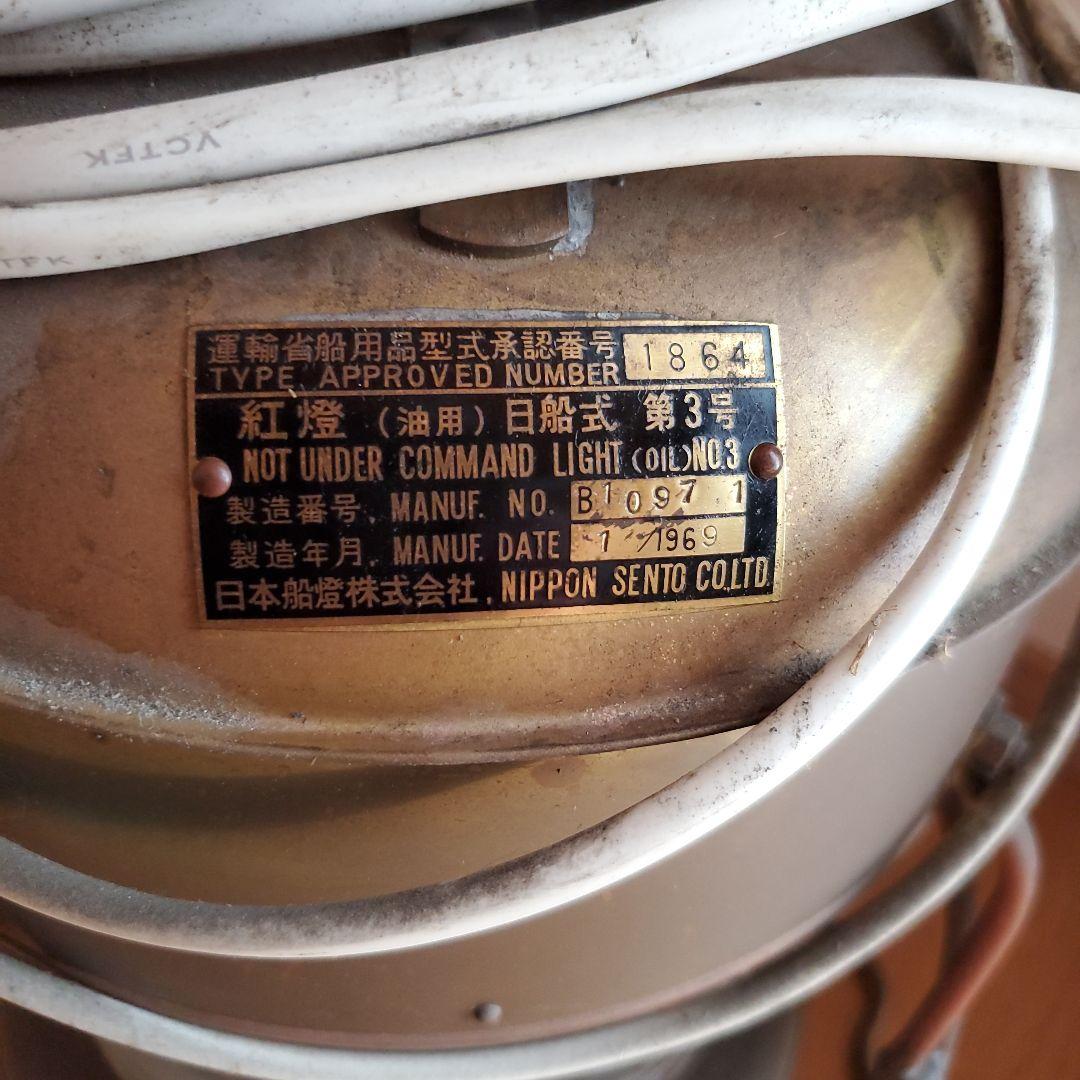 VCTFK
TFK
運輸省船用品型式承認番号 1864
TYPE APPROVED NUMBER
紅燈(油用)日船式 第3号
NOT UNDER COMMAND LIGHT (OIL) NO.3
製造番号. MANUF. NO. B10971
製造年月. MANUF. DATE 1/1969
日本船燈株式会社. NIPPON SENTO CO.,LTD.